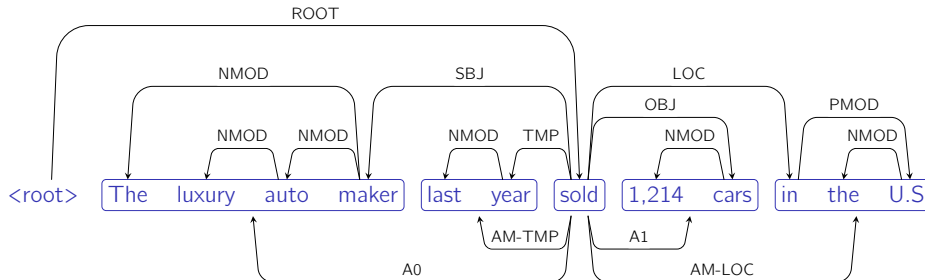 ROOT
NMOD SBJ LOC
OBJ PMOD
NMOD NMOD NMOD TMP NMOD NMOD
<root> The luxury auto maker last year sold 1,214 cars in the U.S
AM-TMP A1
A0 AM-LOC